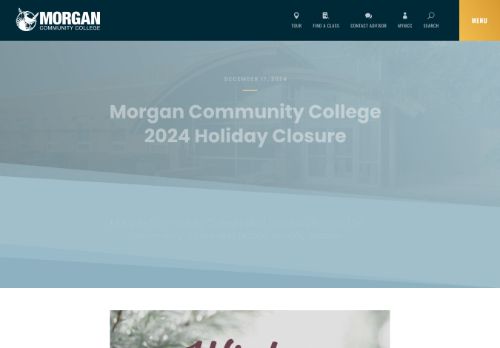 MORGAN
COMMUNITY COLLEGE
TOUR
FIND A CLASS
CONTACT ADVISOR
MYMCC
SEARCH
MENU
DECEMBER 17, 2024
Morgan Community College
2024 Holiday Closure